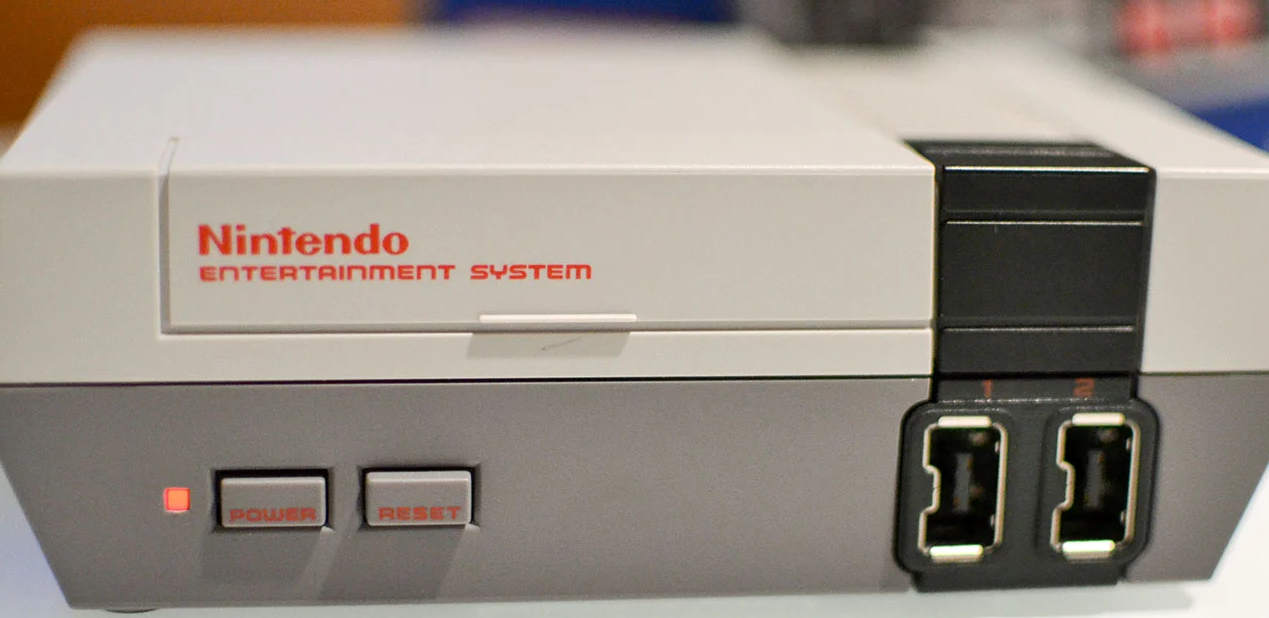 Nintendo
ENTERTAINMENT SYSTEM
1 2
POWER RESET